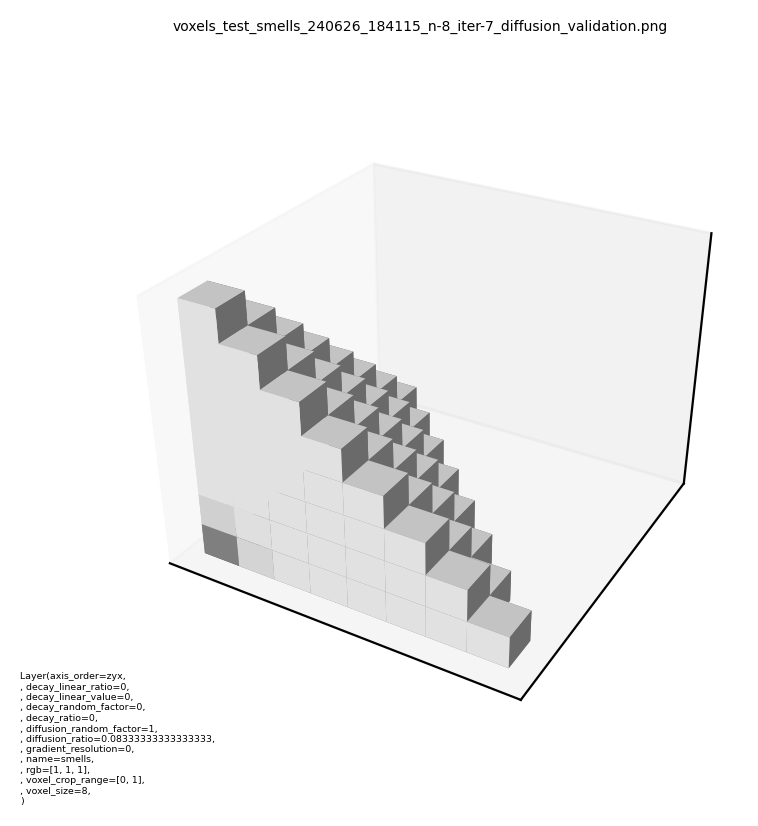 voxels_test_smells_240626_184115_n-8_iter-7_diffusion_validation.png
Layer(axis_order=zyx,
, decay_linear_ratio=0,
, decay_linear_value=0,
, decay_random_factor=0,
, decay_ratio=0,
, diffusion_random_factor=1,
, diffusion_ratio=0.08333333333333333,
, gradient_resolution=0,
, name=smells,
, rgb=[1, 1, 1],
, voxel_crop_range=[0, 1],
, voxel_size=8,
)